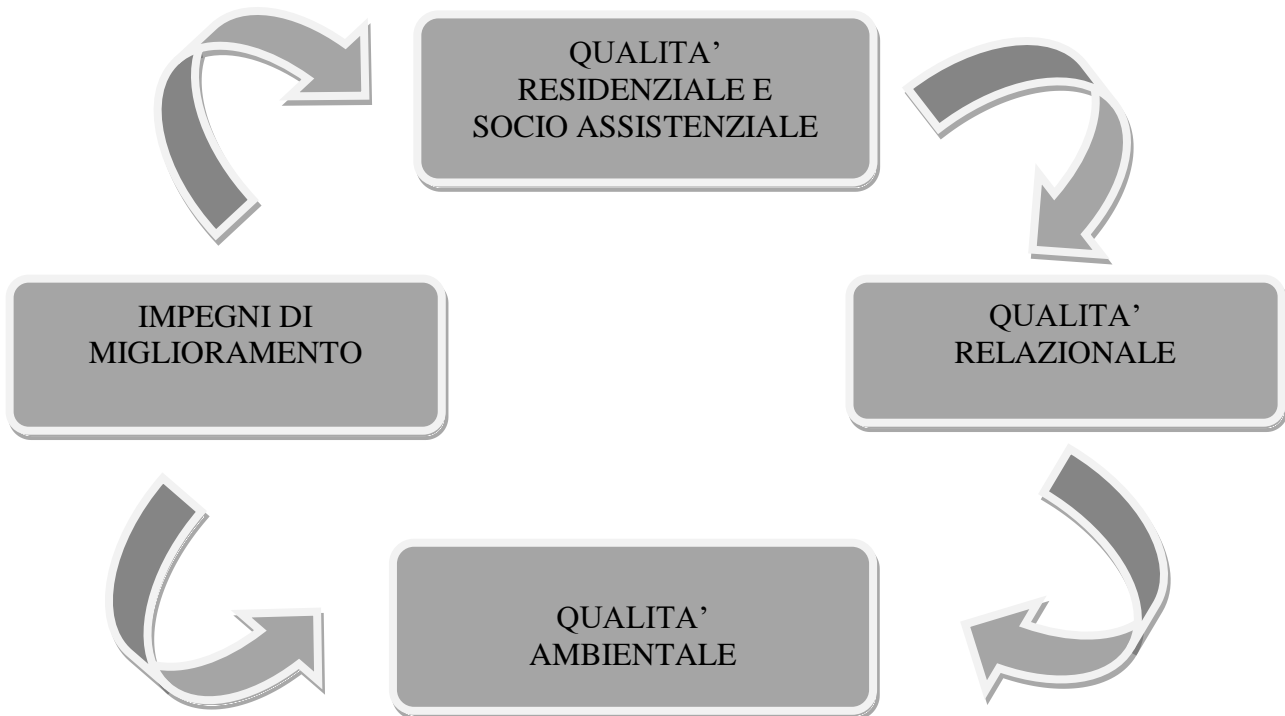 QUALITA’
RESIDENZIALE E
SOCIO ASSISTENZIALE
IMPEGNI DI
MIGLIORAMENTO
QUALITA’
RELAZIONALE
QUALITA’
AMBIENTALE